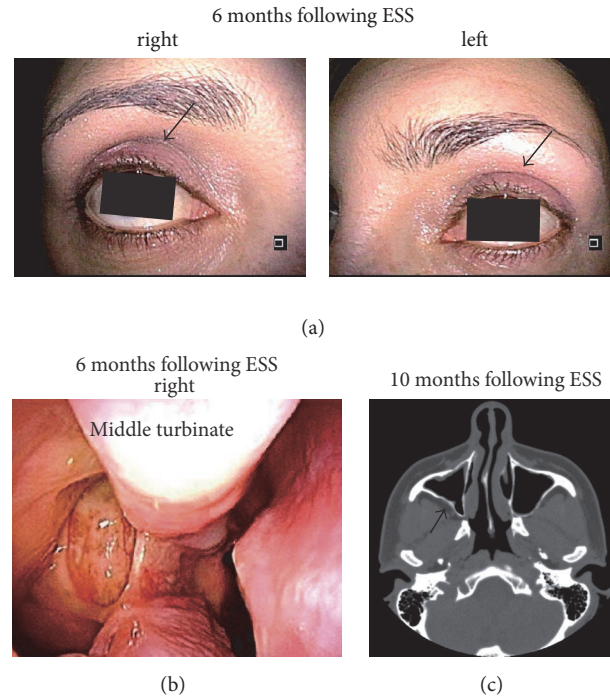 6 months following ESS
right left
(a)
6 months following ESS
right
Middle turbinate
(b)
10 months following ESS
(c)